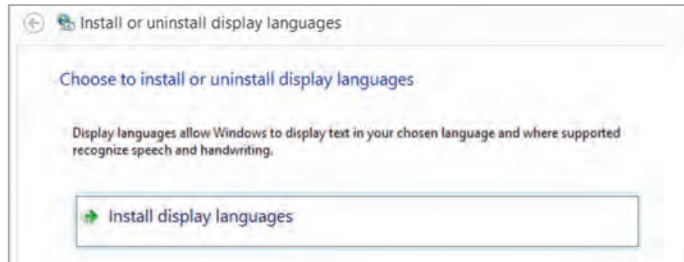 Install or uninstall display languages
Choose to install or uninstall display languages
Display languages allow Windows to display text in your chosen language and where supported
recognize speech and handwriting.
Install display languages